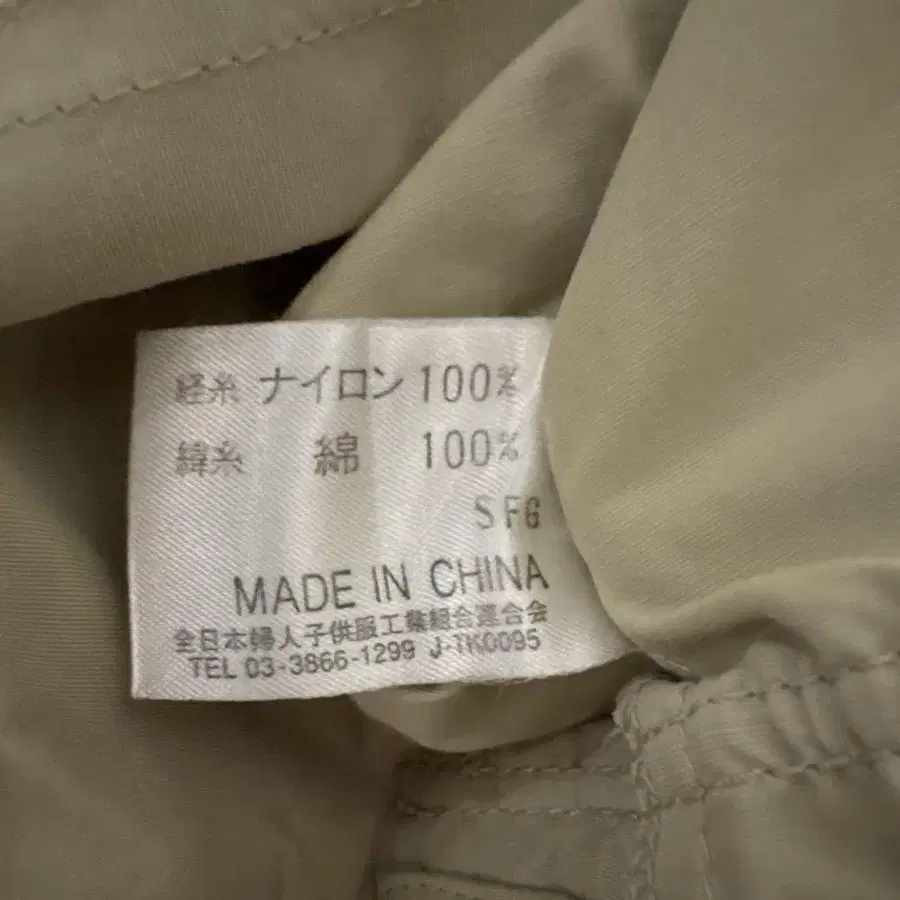 経糸 ナイロン 100%
緯糸 綿 100%
SFG
MADE IN CHINA
全日本婦人子供服工業組合連合会
TEL 03-3866-1299 J-TK0095